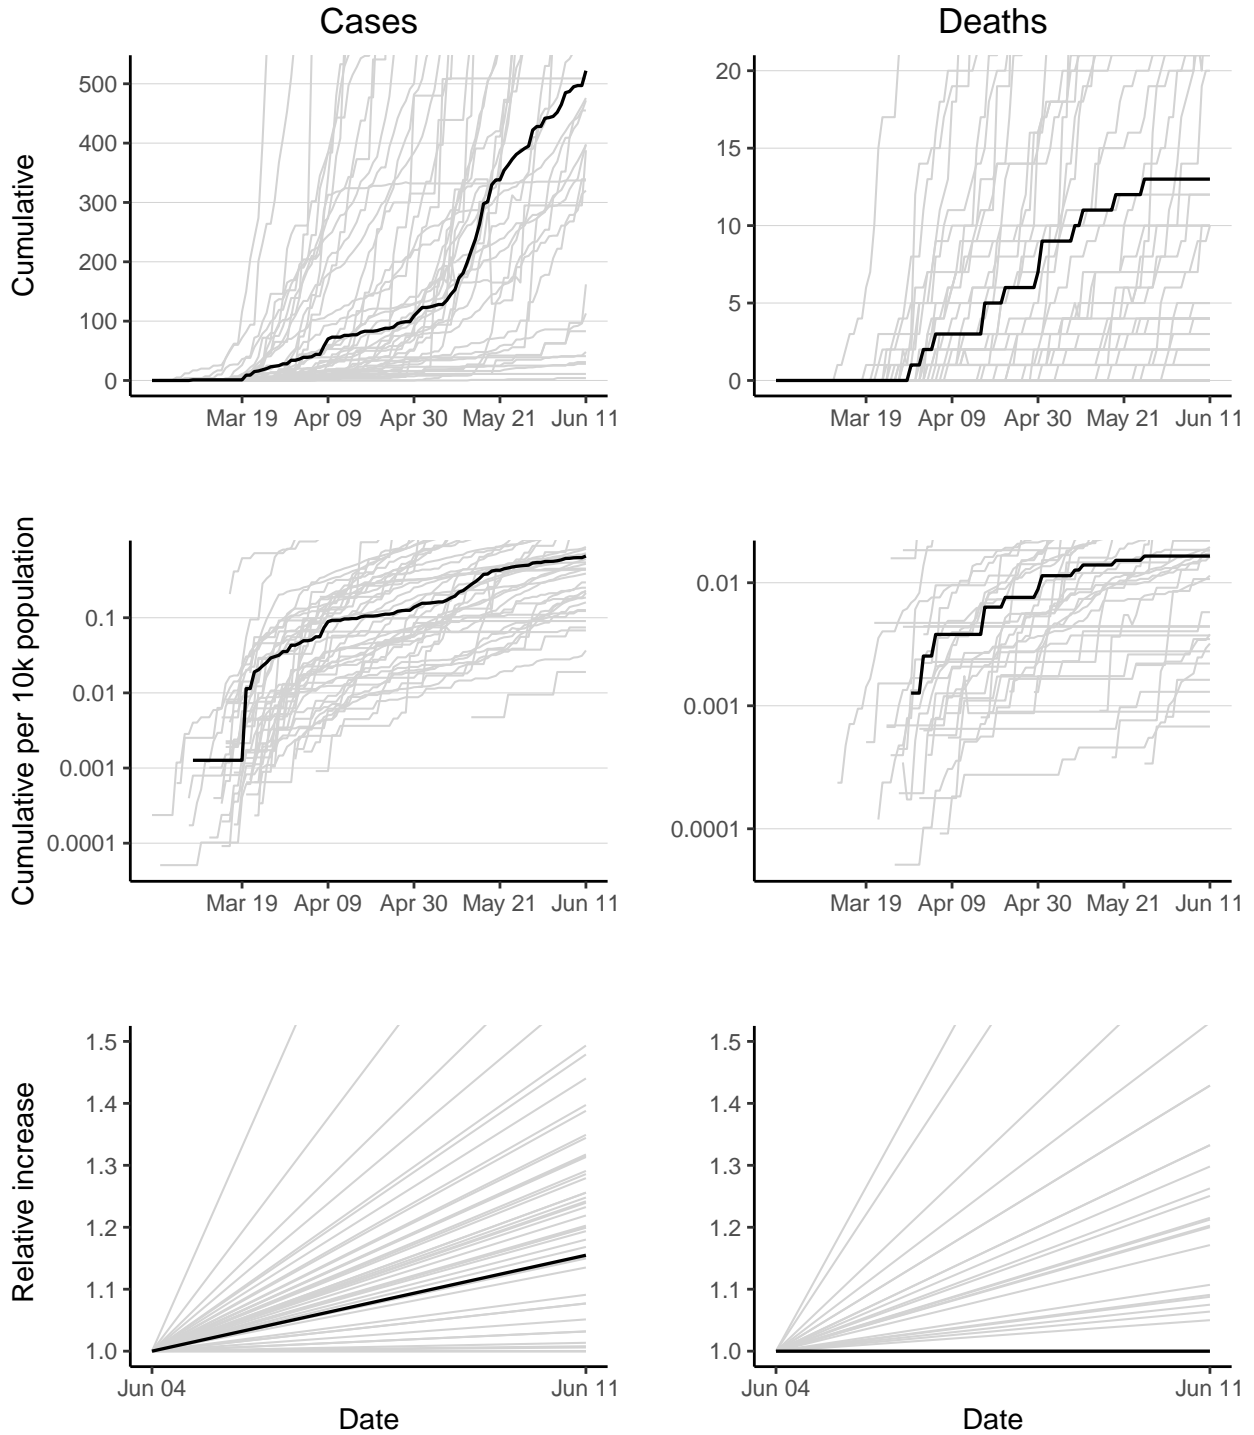 Cases
Deaths
Cumulative
500
400
300
200
100
0
Mar 19 Apr 09 Apr 30 May 21 Jun 11
20
15
10
5
0
Mar 19 Apr 09 Apr 30 May 21 Jun 11
Cumulative per 10k population
0.1
0.01
0.001
0.0001
Mar 19 Apr 09 Apr 30 May 21 Jun 11
0.01
0.001
0.0001
Mar 19 Apr 09 Apr 30 May 21 Jun 11
Relative increase
1.5
1.4
1.3
1.2
1.1
1.0
Jun 04 Jun 11
Date
1.5
1.4
1.3
1.2
1.1
1.0
Jun 04 Jun 11
Date